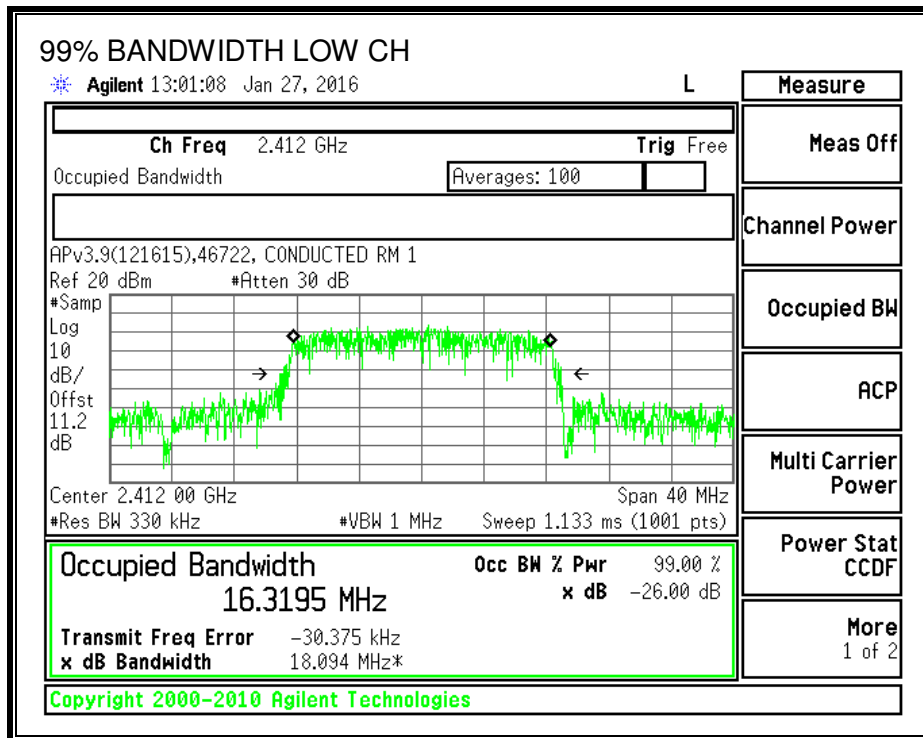 99% BANDWIDTH LOW CH
Agilent 13:01:08 Jan 27, 2016 L
Ch Freq 2.412 GHz Trig Free
Occupied Bandwidth Averages: 100
APv3.9(121615),46722, CONDUCTED RM 1
Ref 20 dBm #Atten 30 dB
#Samp
Log
10
dB/
Offst
11.2
dB
Center 2.412 00 GHz Span 40 MHz
#Res BW 330 kHz #VBW 1 MHz Sweep 1.133 ms (1001 pts)
Occupied Bandwidth Occ BW % Pwr 99.00 %
16.3195 MHz x dB -26.00 dB
Transmit Freq Error -30.375 kHz
x dB Bandwidth 18.094 MHz*
Copyright 2000-2010 Agilent Technologies
Measure
Meas Off
Channel Power
Occupied BW
ACP
Multi Carrier
Power
Power Stat
CCDF
More
1 of 2